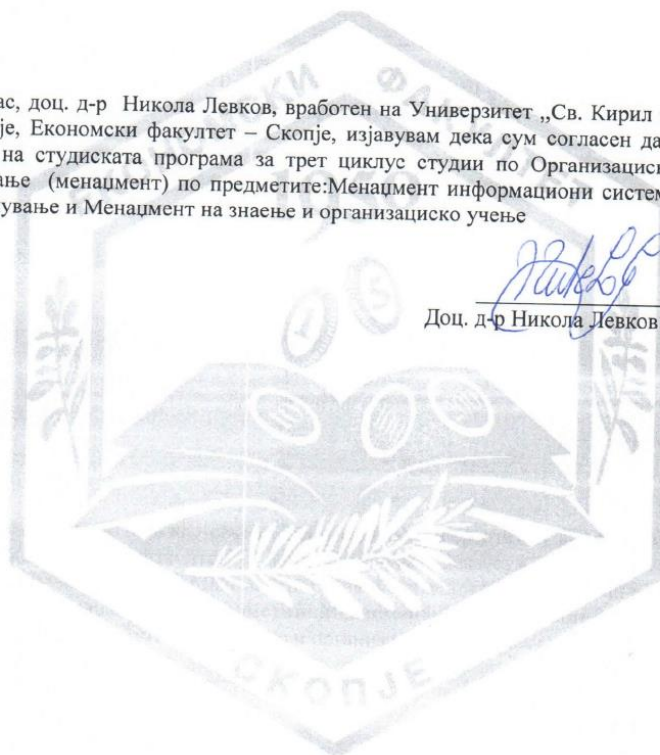 ас, доц. д-р Никола Левков, вработен на Универзитет „Св. Кирил
је, Економски факултет – Скопје, изјавувам дека сум согласен да
на студиската програма за трет циклус студии по Организациск
ање (менаџмент) по предметите:Менаџмент информациони систем
ување и Менаџмент на знаење и организациско учење
Доц. д-р Никола Левков
ФАКУЛТЕТ
СКОПЈЕ